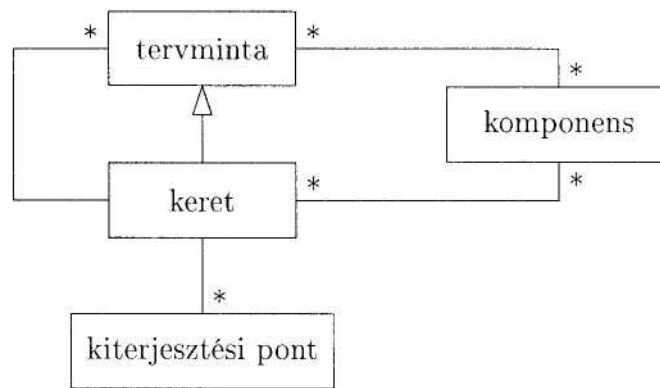 * tervminta *
*
komponens
keret * *
*
kiterjesztési pont